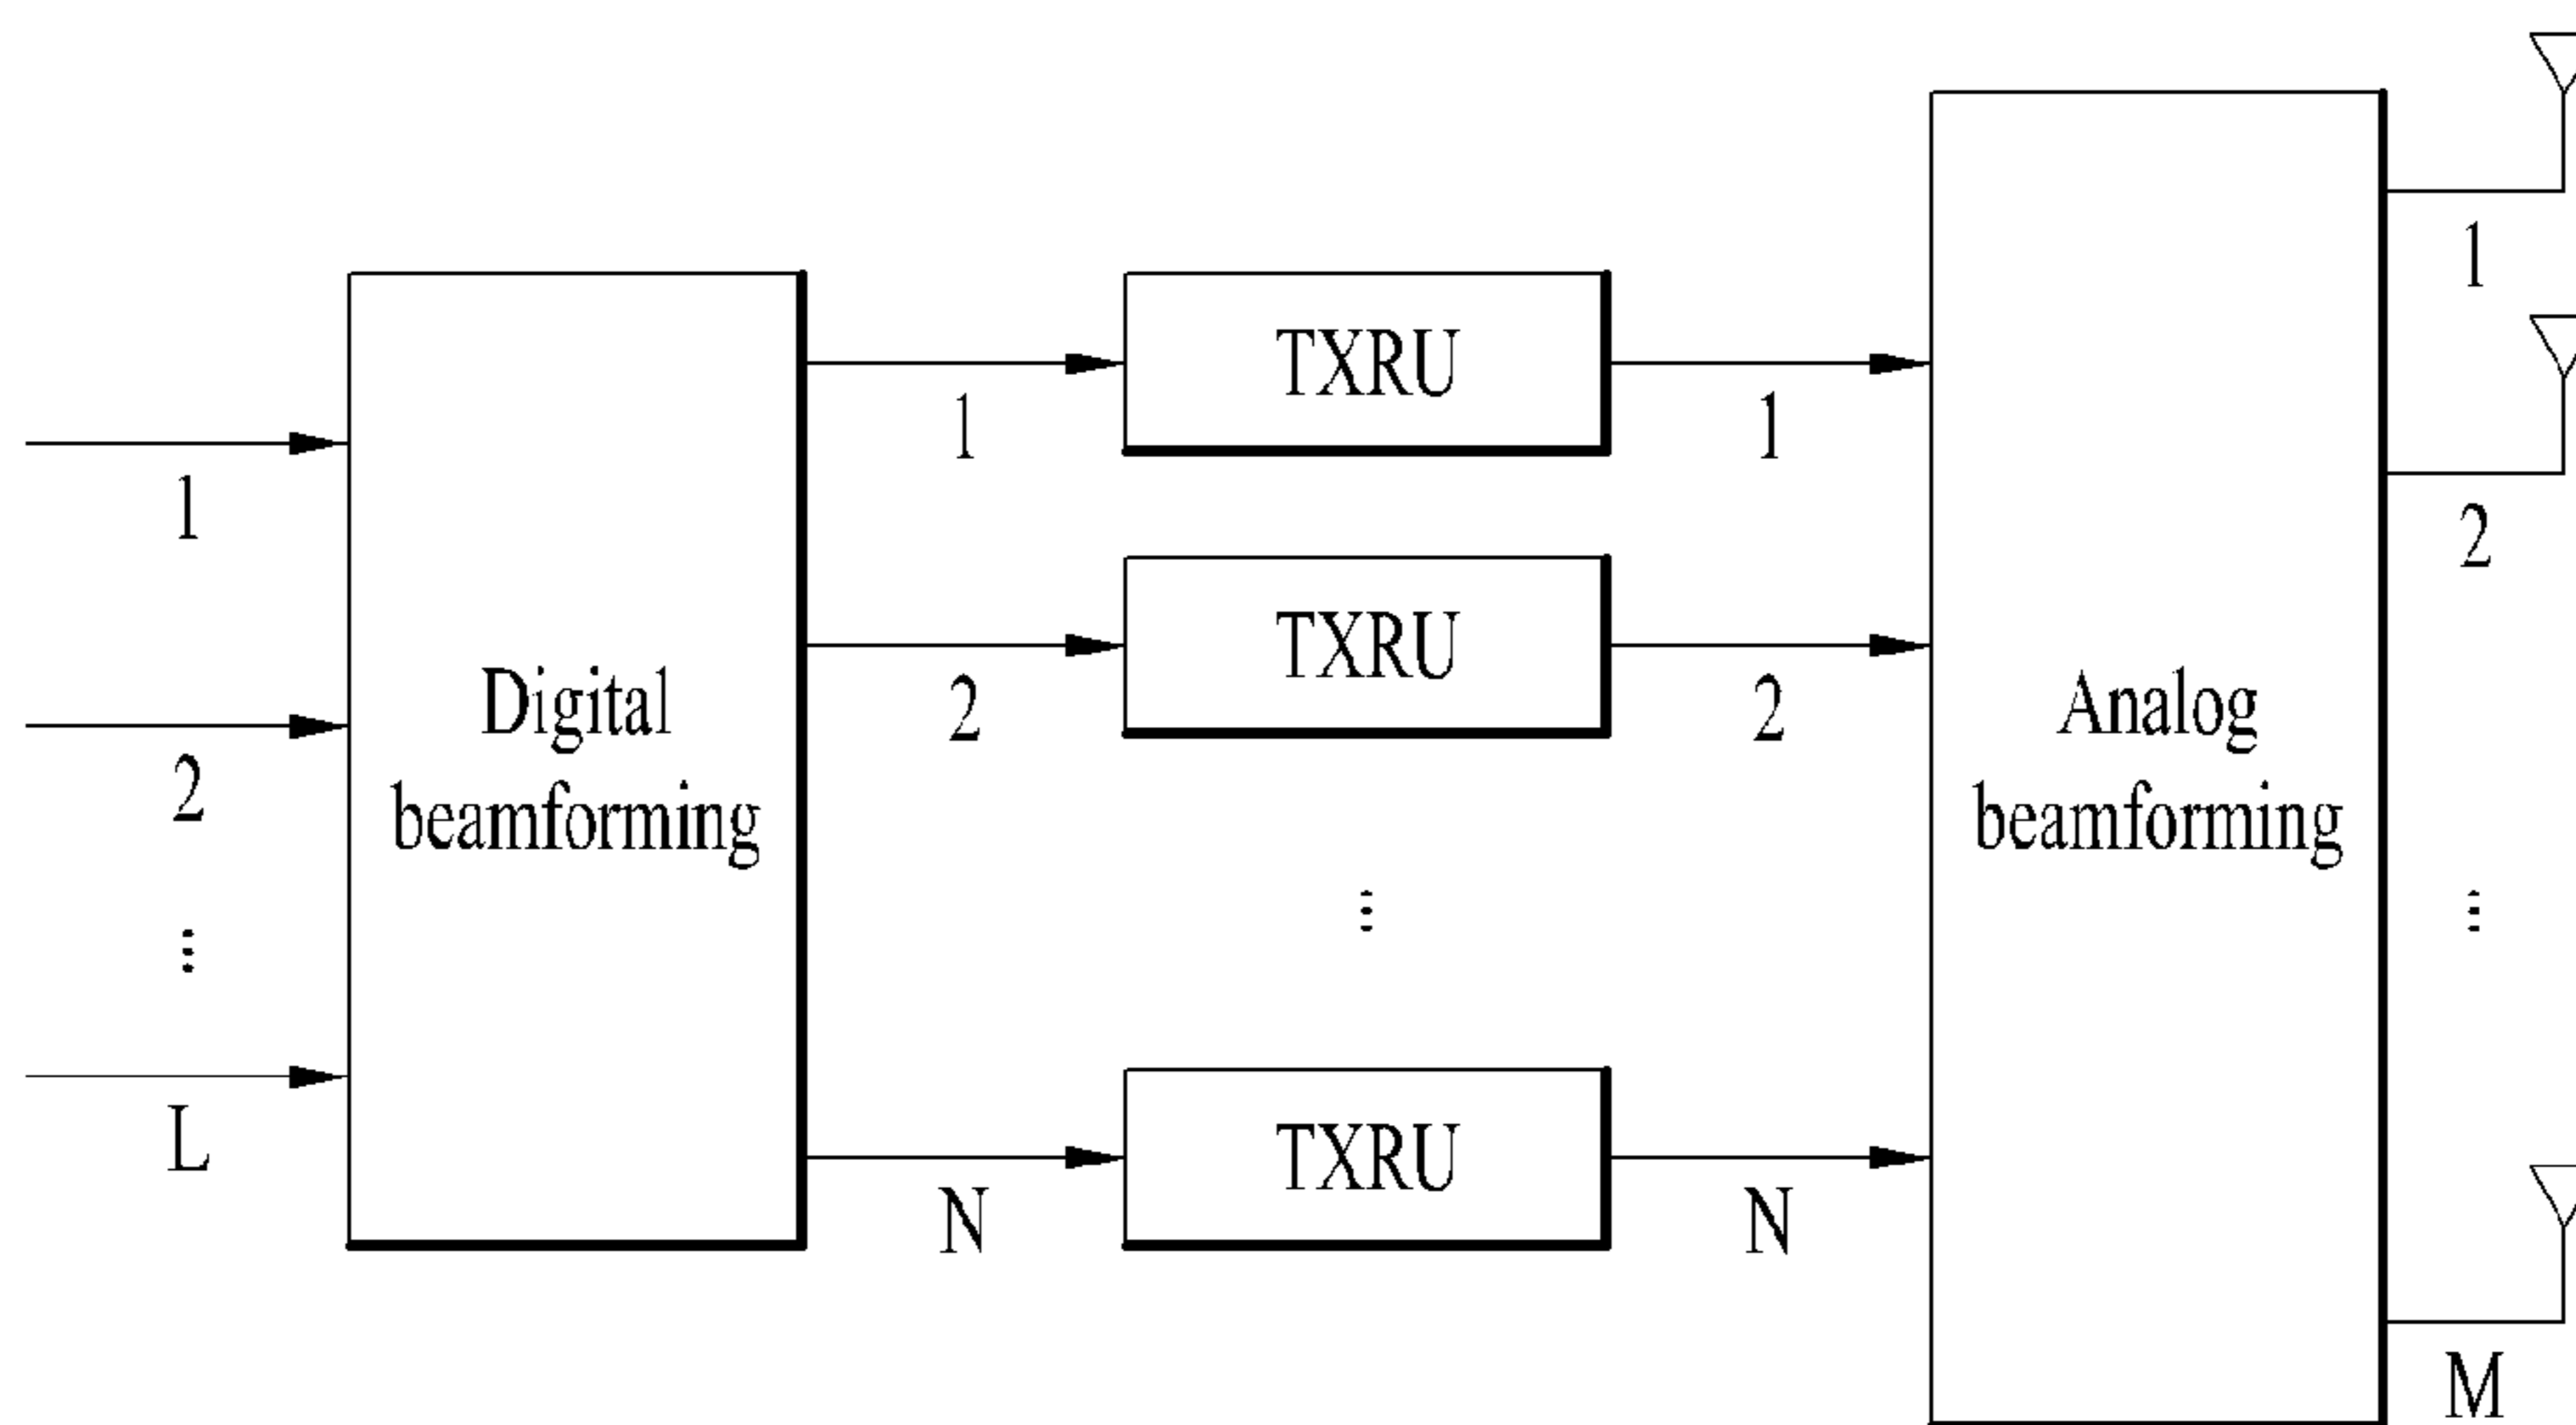 1
2
⋮
L
Digital
beamforming
1
2
N
TXRU
TXRU
⋮
TXRU
1
2
N
Analog
beamforming
1
2
⋮
M